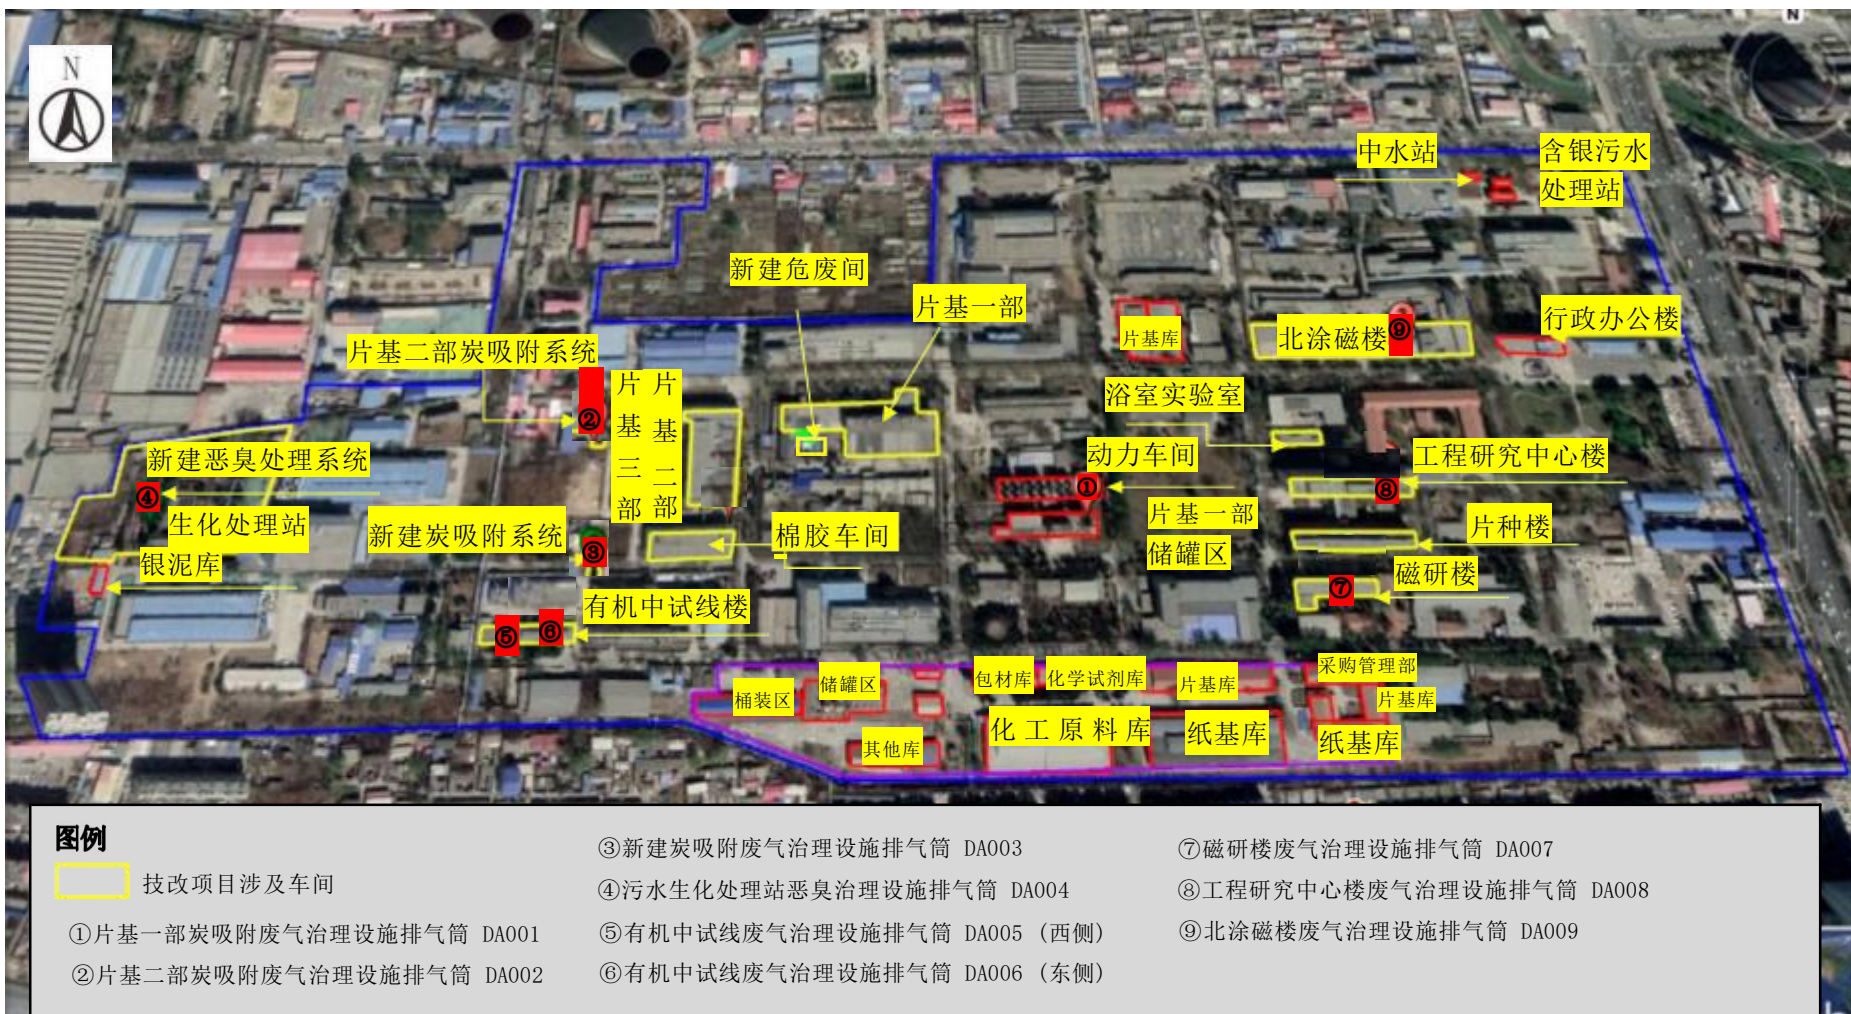 N
N
中水站
含银污水
处理站
新建危废间
片基一部
片基库
北涂磁楼
⑨
行政办公楼
片基二部炭吸附系统
②
片基三部
片基二部
浴室实验室
新建恶臭处理系统
④
生化处理站
动力车间
①
工程研究中心楼
⑧
片基一部
储罐区
片种楼
新建炭吸附系统
③
棉胶车间
银泥库
磁研楼
⑦
有机中试线楼
⑤
⑥
桶装区
储罐区
包材库
化学试剂库
片基库
采购管理部
片基库
其他库
化工原料库
纸基库
纸基库
图例
技改项目涉及车间
①片基一部炭吸附废气治理设施排气筒 DA001
②片基二部炭吸附废气治理设施排气筒 DA002
③新建炭吸附废气治理设施排气筒 DA003
④污水生化处理站恶臭治理设施排气筒 DA004
⑤有机中试线废气治理设施排气筒 DA005 (西侧)
⑥有机中试线废气治理设施排气筒 DA006 (东侧)
⑦磁研楼废气治理设施排气筒 DA007
⑧工程研究中心楼废气治理设施排气筒 DA008
⑨北涂磁楼废气治理设施排气筒 DA009